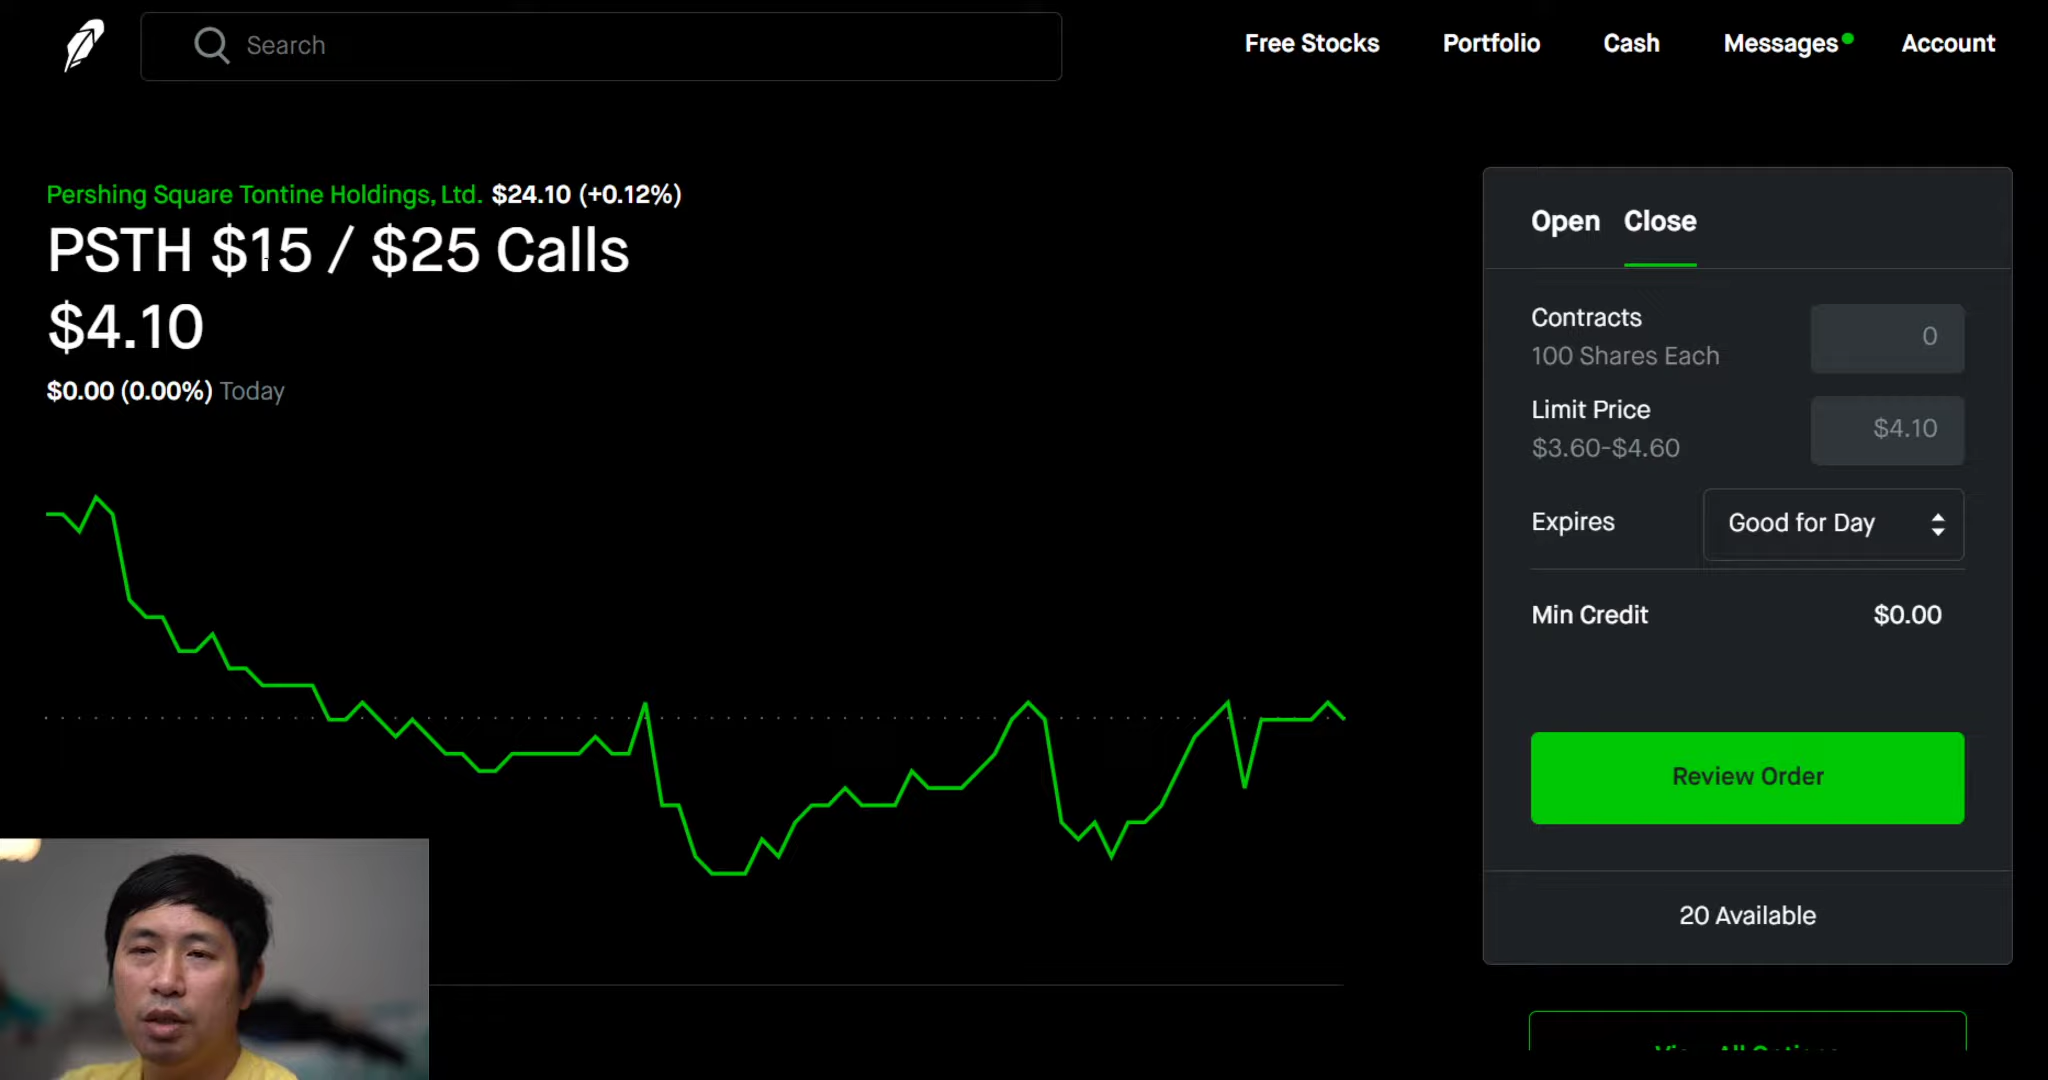 Search
Free Stocks Portfolio Cash Messages Account
Pershing Square Tontine Holdings, Ltd. $24.10 (+0.12%)
PSTH $15 / $25 Calls
$4.10
$0.00 (0.00%) Today
Open Close
Contracts 0
100 Shares Each
Limit Price $4.10
$3.60-$4.60
Expires Good for Day
Min Credit $0.00
Review Order
20 Available